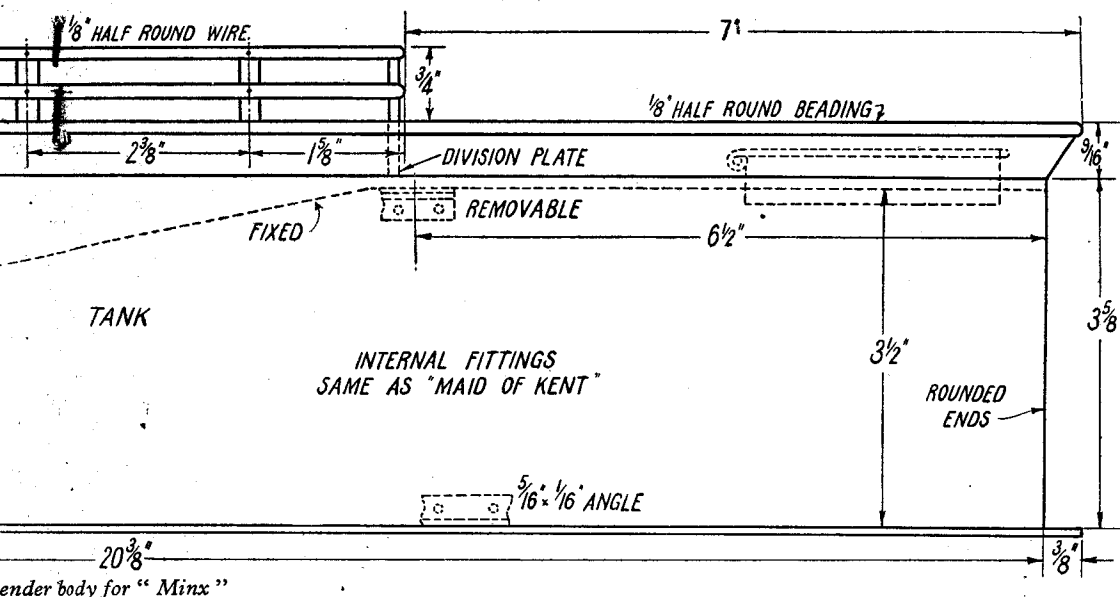 1/8" HALF ROUND WIRE
7"
3/4"
1/8" HALF ROUND BEADING
2 3/8"
1 5/8"
DIVISION PLATE
9/16"
FIXED
REMOVABLE
6 1/2"
TANK
3 1/2"
3 5/8
INTERNAL FITTINGS
SAME AS "MAID OF KENT"
ROUNDED
ENDS
5/16" × 1/16" ANGLE
20 3/8"
3/8"
ender body for "Minx"